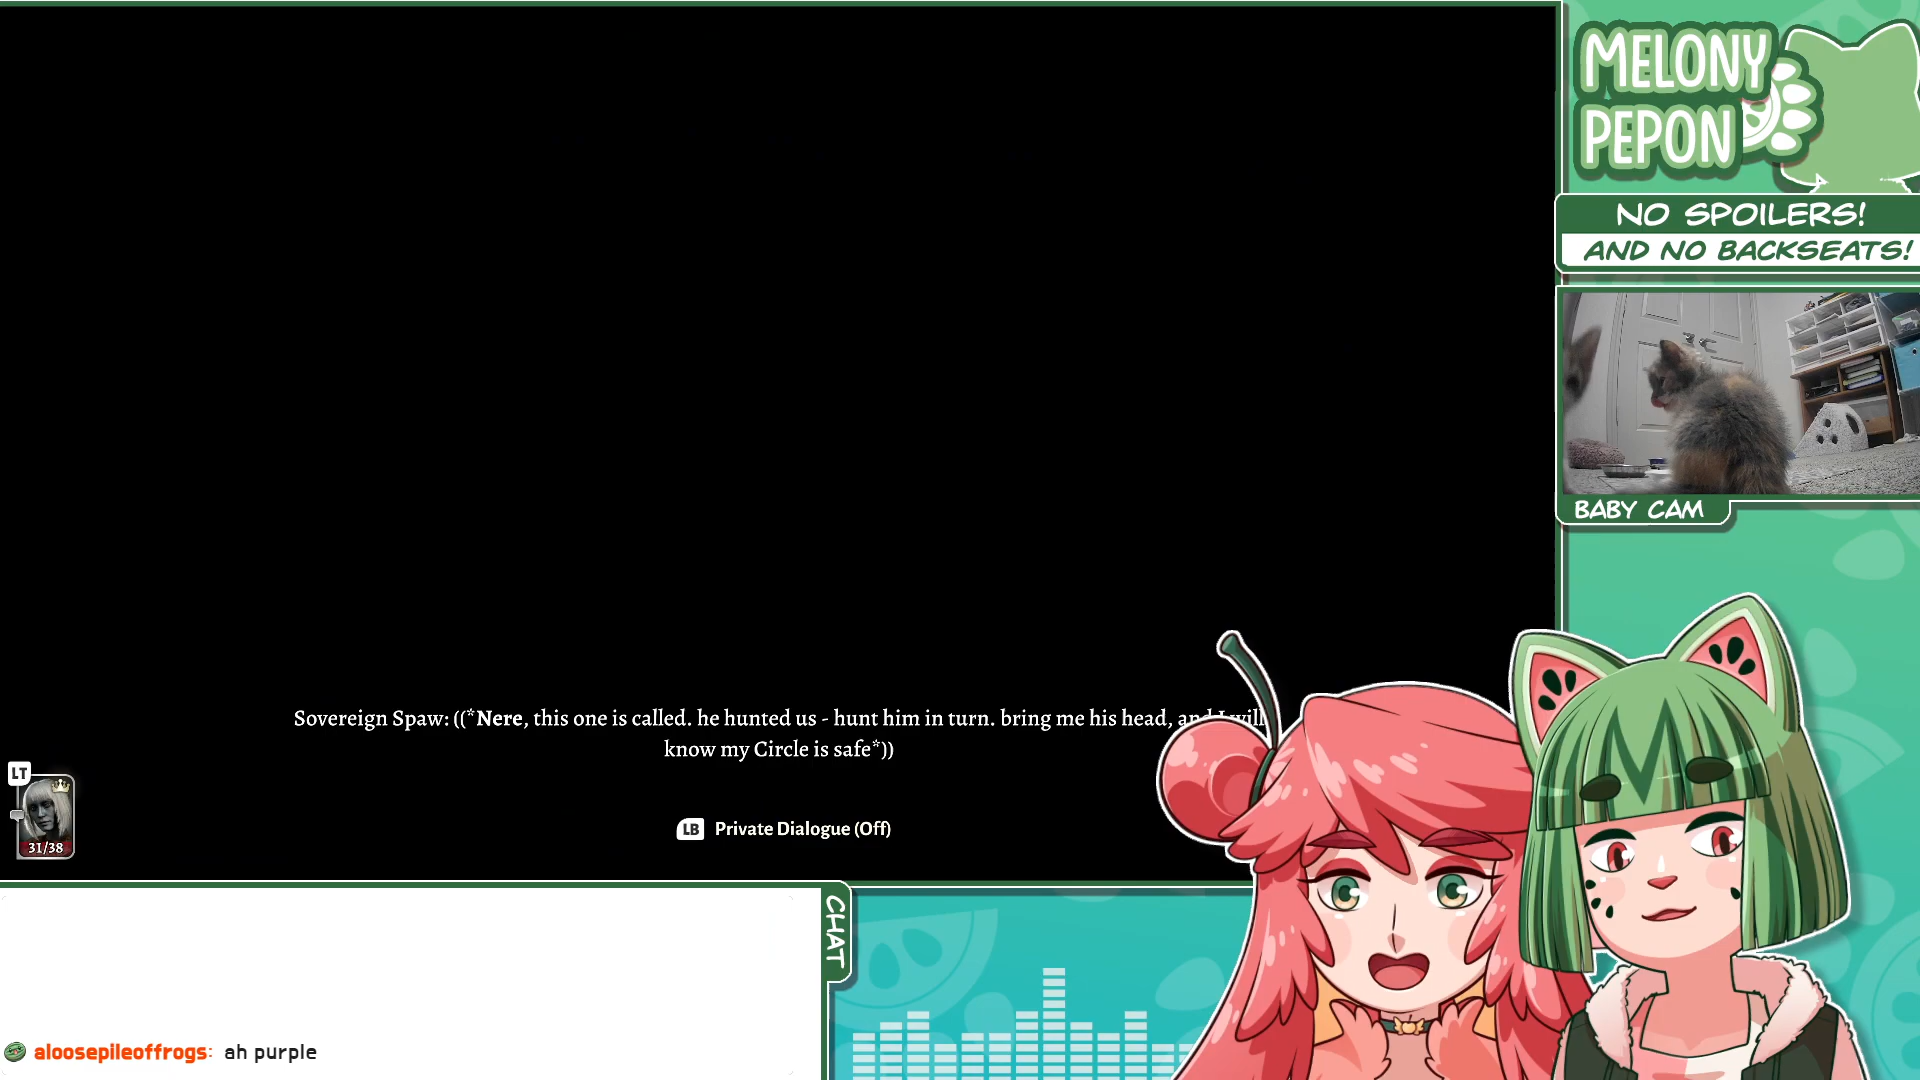 MELONY
PEPON
NO SPOILERS!
AND NO BACKSEATS!
BABY CAM
Sovereign Spaw: ((*Nere, this one is called. he hunted us - hunt him in turn. bring me his head, and I will
know my Circle is safe*))
LT
31/38
LB Private Dialogue (Off)
CHAT
aloosepileoffrogs: ah purple